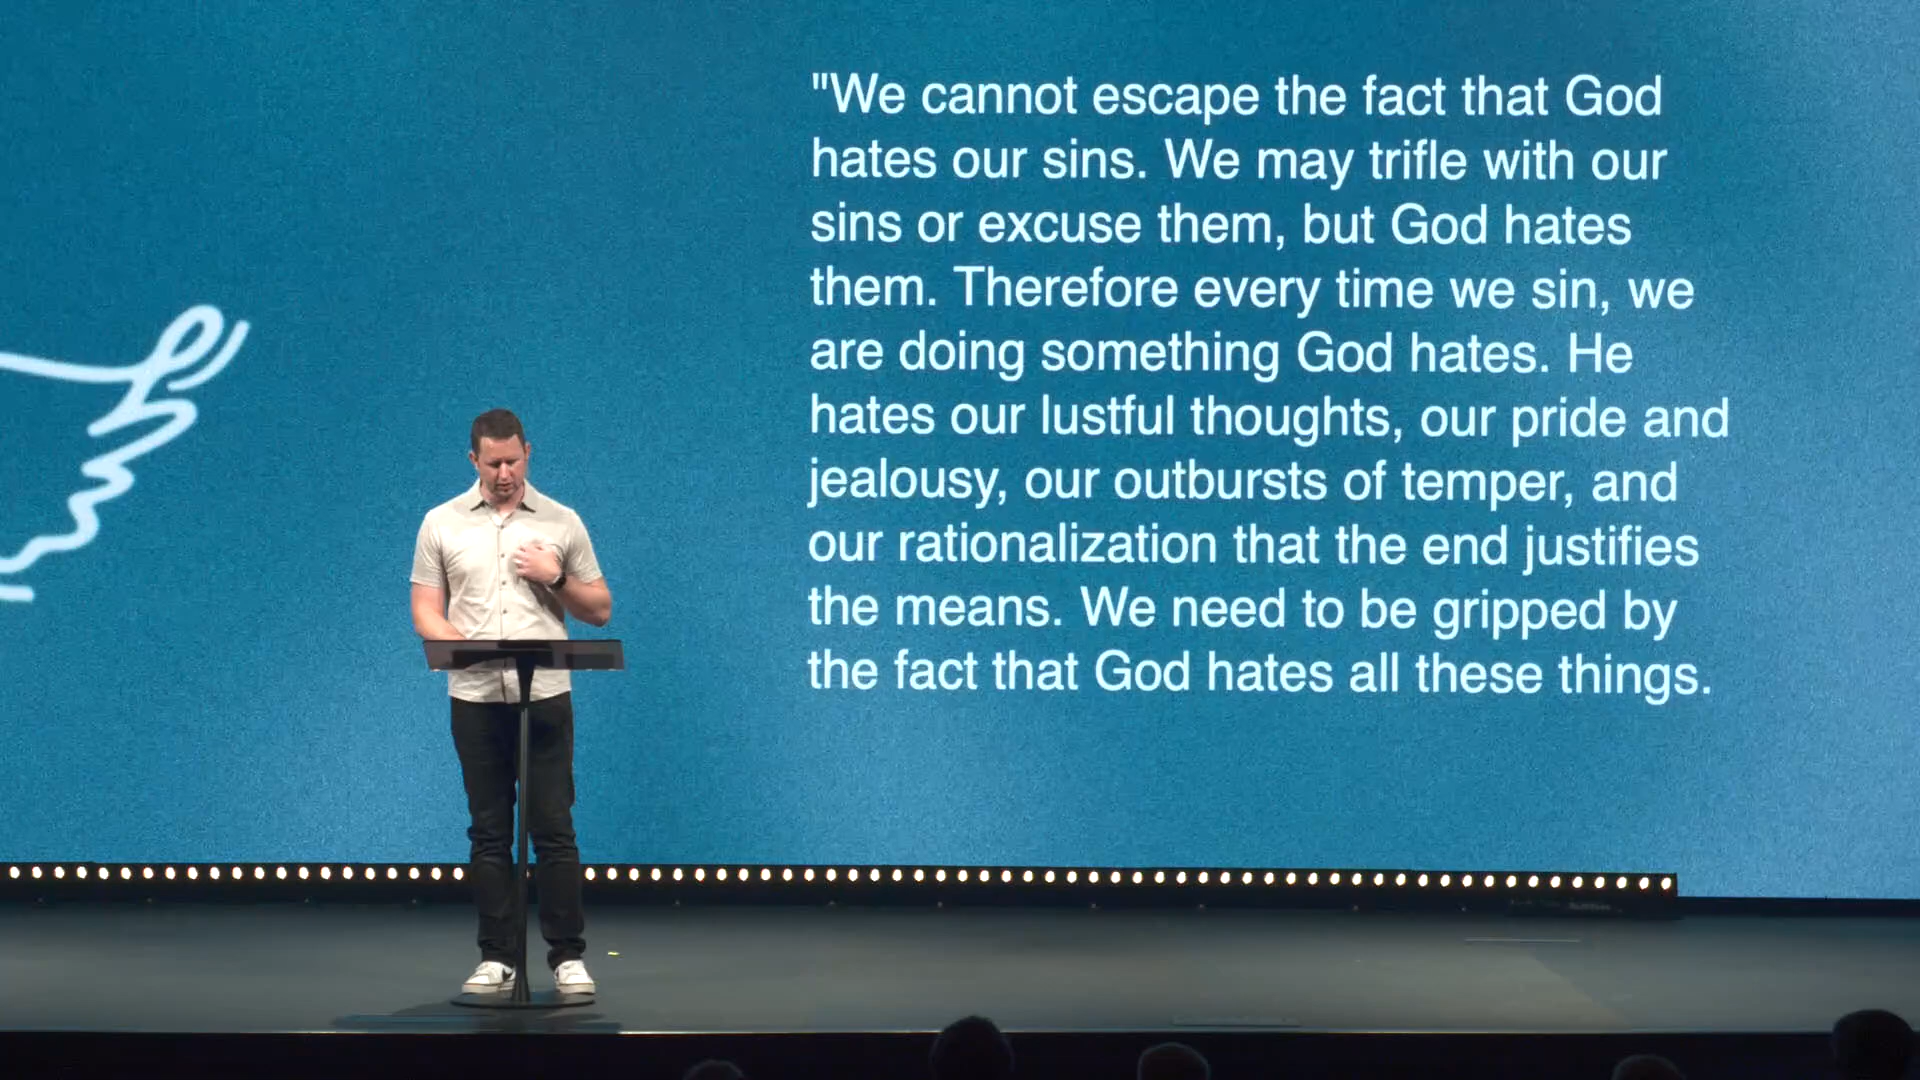 "We cannot escape the fact that God
hates our sins. We may trifle with our
sins or excuse them, but God hates
them. Therefore every time we sin, we
are doing something God hates. He
hates our lustful thoughts, our pride and
jealousy, our outbursts of temper, and
our rationalization that the end justifies
the means. We need to be gripped by
the fact that God hates all these things.